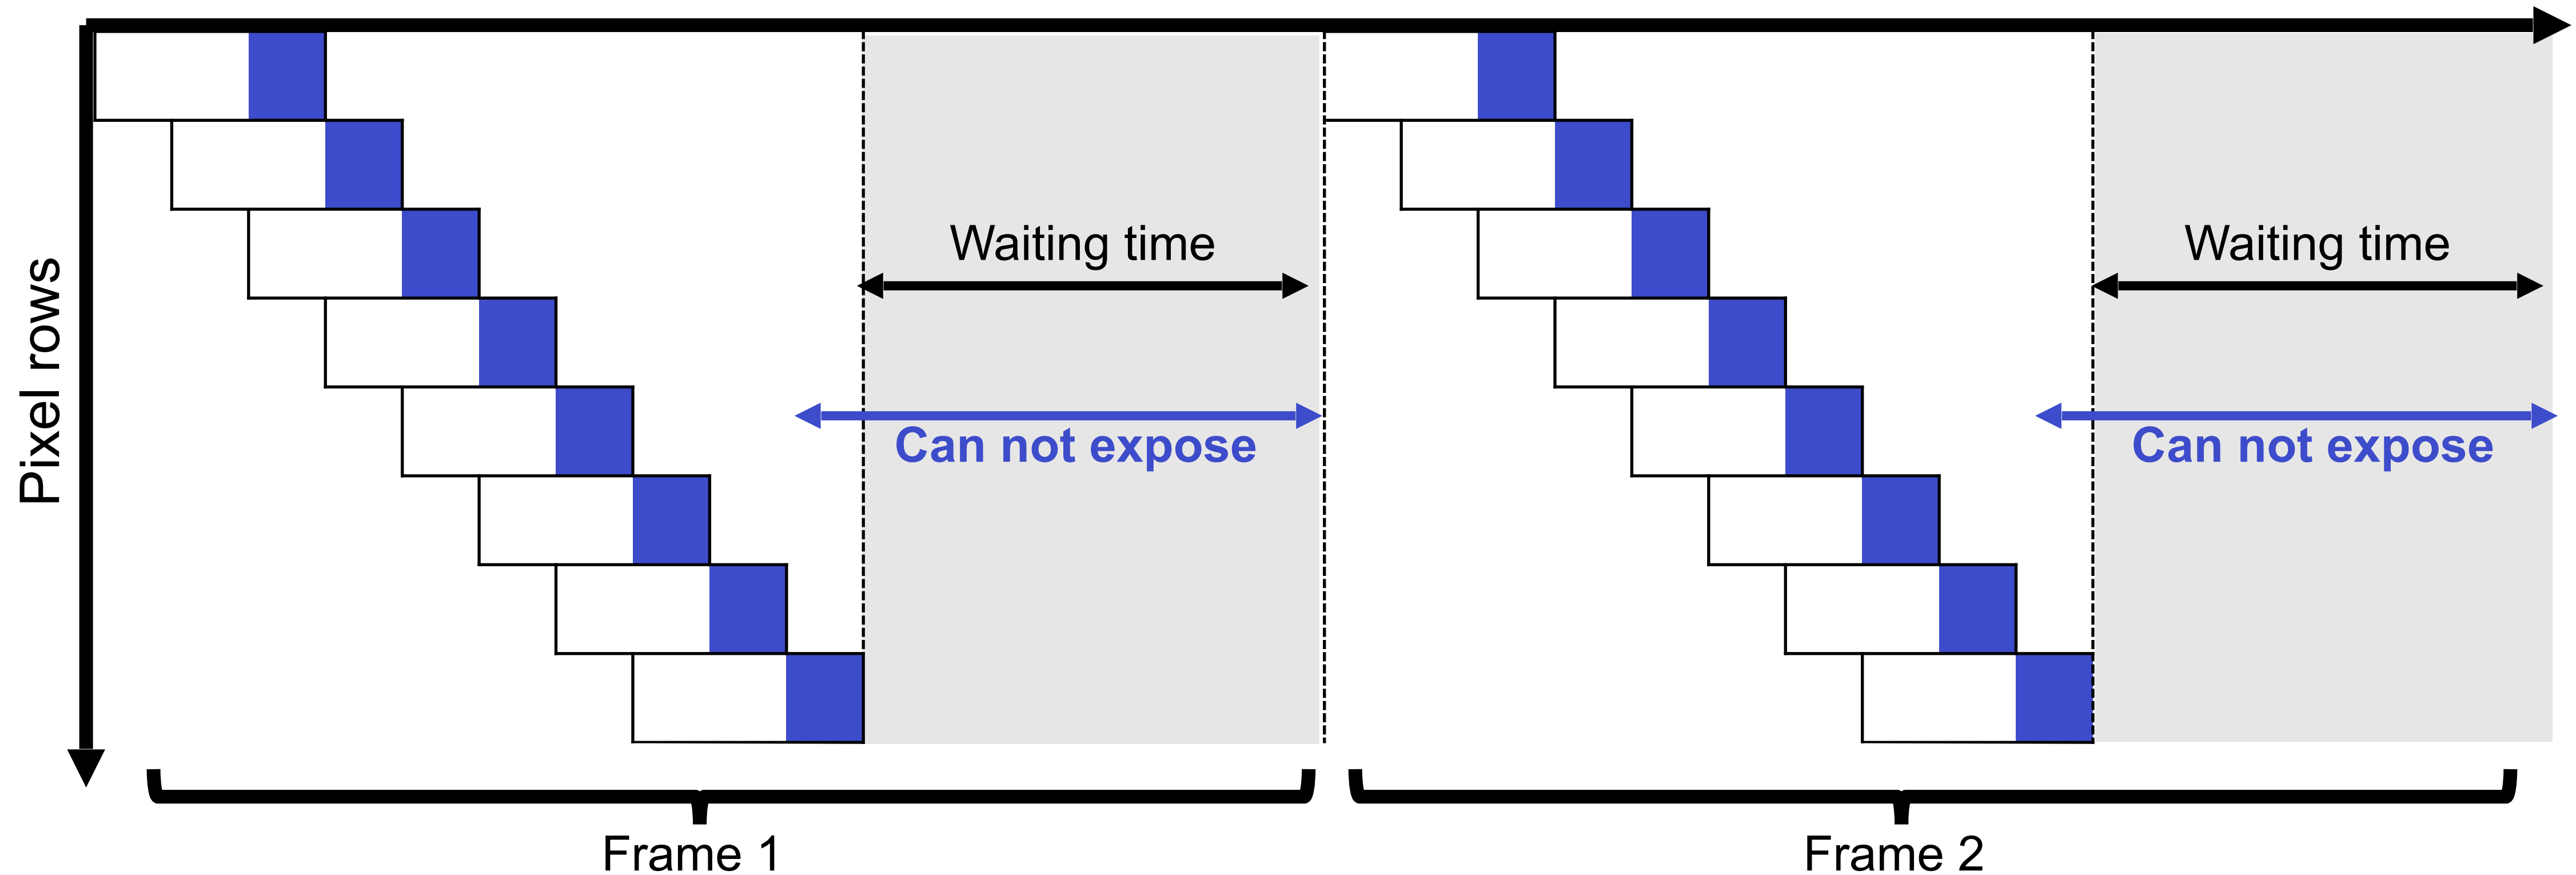 Pixel rows
Waiting time
Can not expose
Waiting time
Can not expose
Frame 1
Frame 2